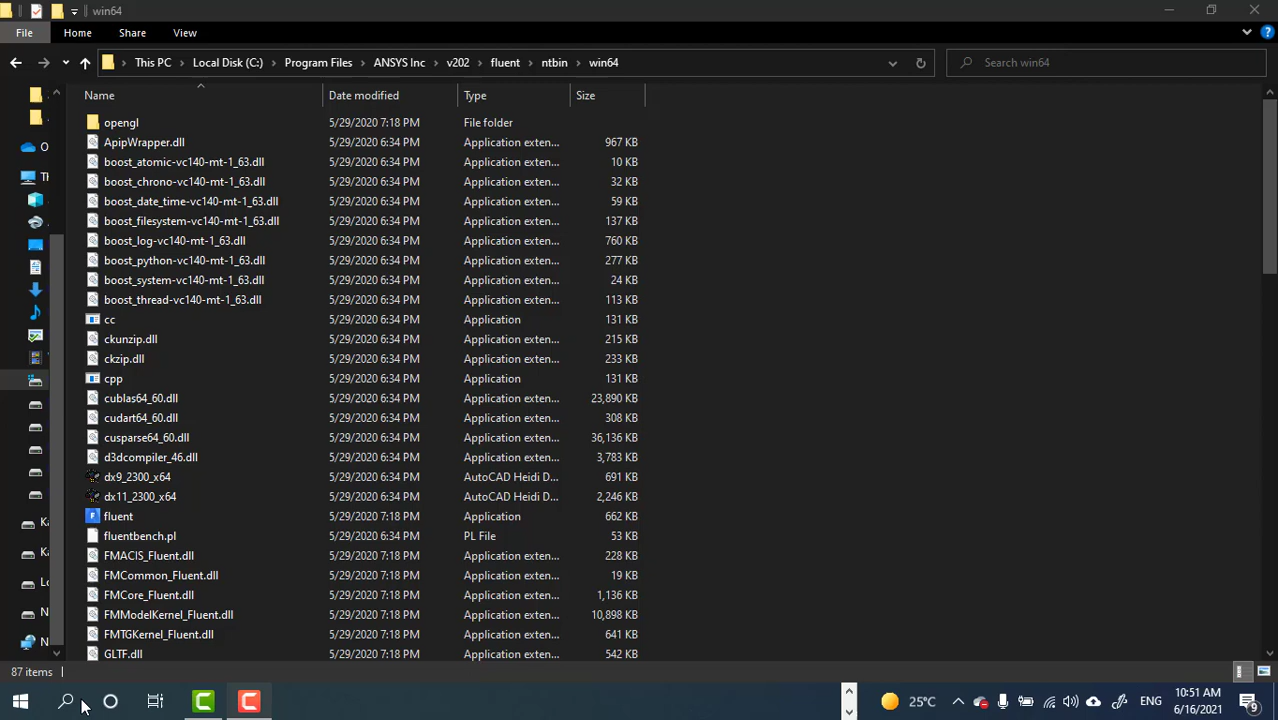 win64
File Home Share View
This PC > Local Disk (C:) > Program Files > ANSYS Inc > v202 > fluent > ntbin > win64
Search win64
Name Date modified Type Size
opengl 5/29/2020 7:18 PM File folder
ApipWrapper.dll 5/29/2020 6:34 PM Application exten... 967 KB
boost_atomic-vc140-mt-1_63.dll 5/29/2020 6:34 PM Application exten... 10 KB
boost_chrono-vc140-mt-1_63.dll 5/29/2020 6:34 PM Application exten... 32 KB
boost_date_time-vc140-mt-1_63.dll 5/29/2020 6:34 PM Application exten... 59 KB
boost_filesystem-vc140-mt-1_63.dll 5/29/2020 6:34 PM Application exten... 137 KB
boost_log-vc140-mt-1_63.dll 5/29/2020 6:34 PM Application exten... 760 KB
boost_python-vc140-mt-1_63.dll 5/29/2020 6:34 PM Application exten... 277 KB
boost_system-vc140-mt-1_63.dll 5/29/2020 6:34 PM Application exten... 24 KB
boost_thread-vc140-mt-1_63.dll 5/29/2020 6:34 PM Application exten... 113 KB
cc 5/29/2020 6:34 PM Application 131 KB
ckunzip.dll 5/29/2020 6:34 PM Application exten... 215 KB
ckzip.dll 5/29/2020 6:34 PM Application exten... 233 KB
cpp 5/29/2020 6:34 PM Application 131 KB
cublas64_60.dll 5/29/2020 6:34 PM Application exten... 23,890 KB
cudart64_60.dll 5/29/2020 6:34 PM Application exten... 308 KB
cusparse64_60.dll 5/29/2020 6:34 PM Application exten... 36,136 KB
d3dcompiler_46.dll 5/29/2020 6:34 PM Application exten... 3,783 KB
dx9_2300_x64 5/29/2020 6:34 PM AutoCAD Heidi D... 691 KB
dx11_2300_x64 5/29/2020 6:34 PM AutoCAD Heidi D... 2,246 KB
fluent 5/29/2020 7:18 PM Application 662 KB
fluentbench.pl 5/29/2020 6:34 PM PL File 53 KB
FMACIS_Fluent.dll 5/29/2020 7:18 PM Application exten... 228 KB
FMCommon_Fluent.dll 5/29/2020 7:18 PM Application exten... 19 KB
FMCore_Fluent.dll 5/29/2020 7:18 PM Application exten... 1,136 KB
FMModelKernel_Fluent.dll 5/29/2020 7:18 PM Application exten... 10,898 KB
FMTGKernel_Fluent.dll 5/29/2020 7:18 PM Application exten... 641 KB
GLTF.dll 5/29/2020 7:18 PM Application exten... 542 KB
87 items
25°C ENG 10:51 AM
6/16/2021
9